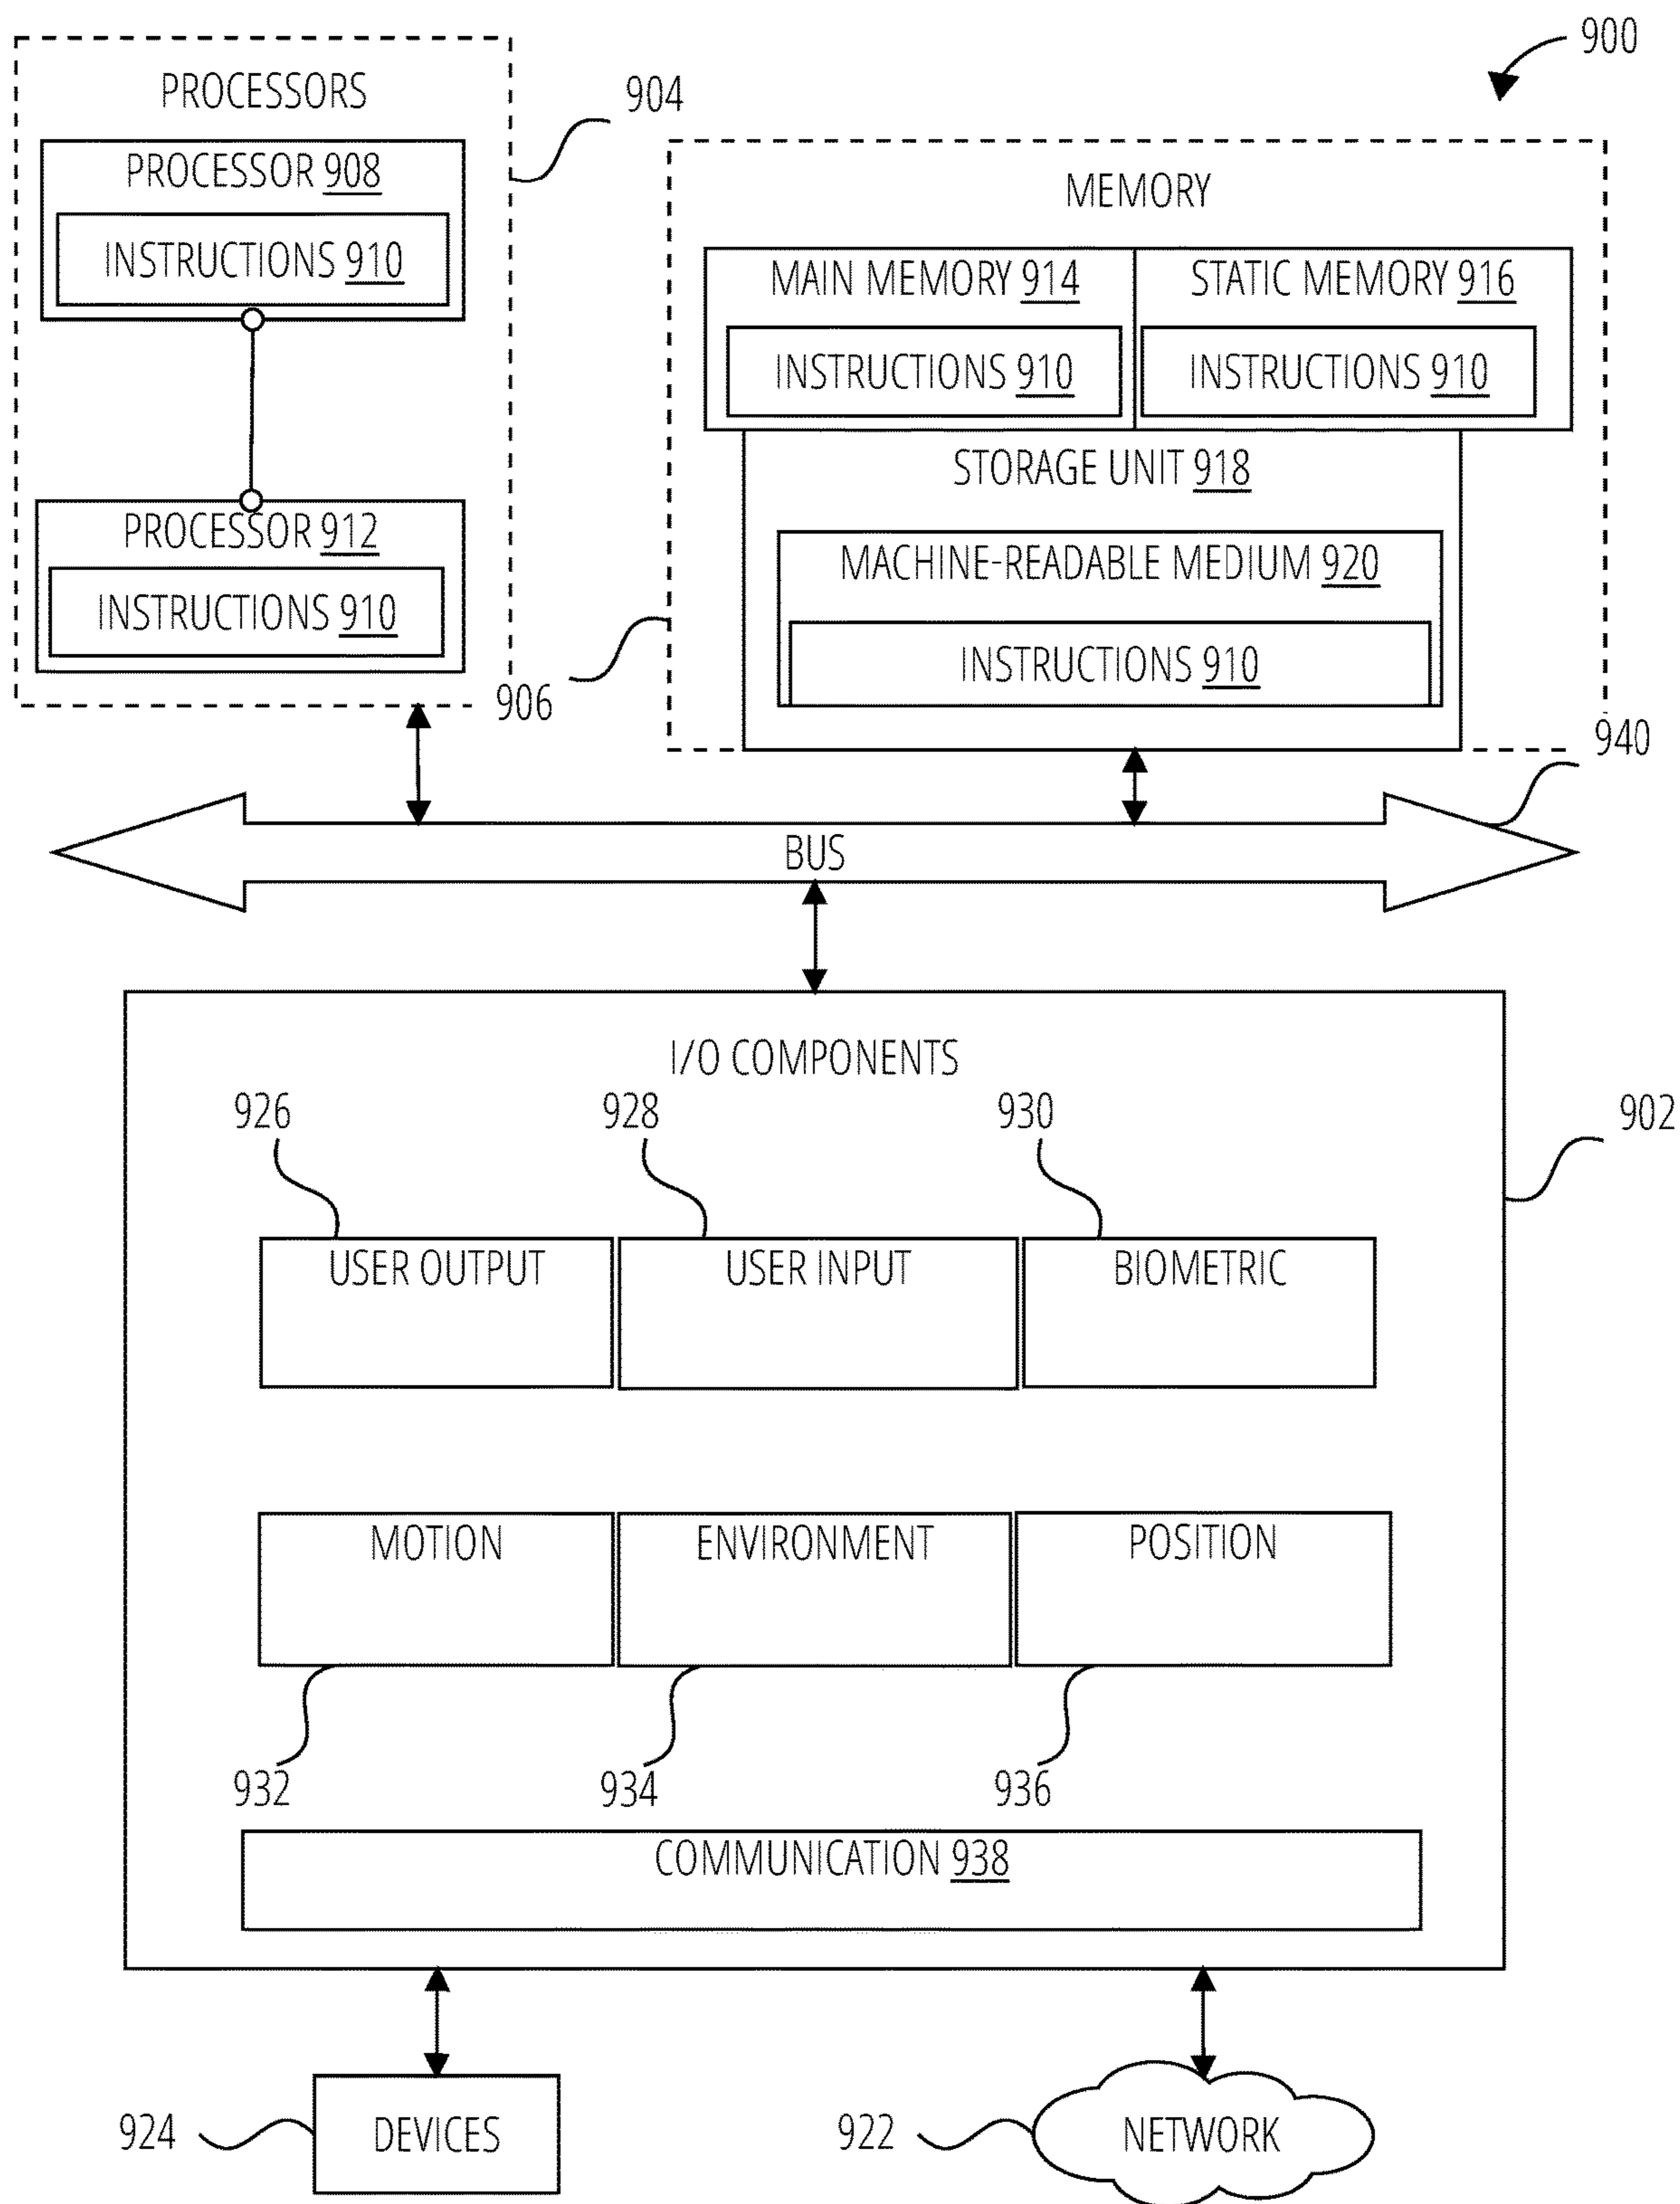 900
PROCESSORS
904
PROCESSOR 908
INSTRUCTIONS 910
PROCESSOR 912
INSTRUCTIONS 910
MEMORY
MAIN MEMORY 914
INSTRUCTIONS 910
STATIC MEMORY 916
INSTRUCTIONS 910
STORAGE UNIT 918
MACHINE-READABLE MEDIUM 920
INSTRUCTIONS 910
906
940
BUS
I/O COMPONENTS
902
926
928
930
USER OUTPUT
USER INPUT
BIOMETRIC
MOTION
ENVIRONMENT
POSITION
932
934
936
COMMUNICATION 938
924
DEVICES
922
NETWORK